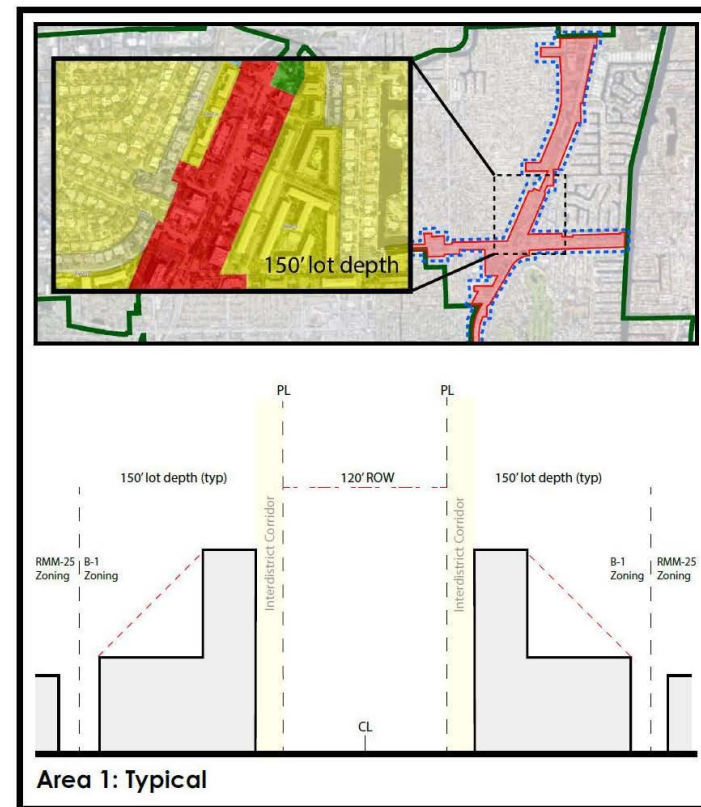 150' lot depth
PL
PL
150' lot depth (typ)
120' ROW
150' lot depth (typ)
Interdistrict Corridor
Interdistrict Corridor
RMM-25
Zoning
B-1
Zoning
B-1
Zoning
RMM-25
Zoning
CL
Area 1: Typical